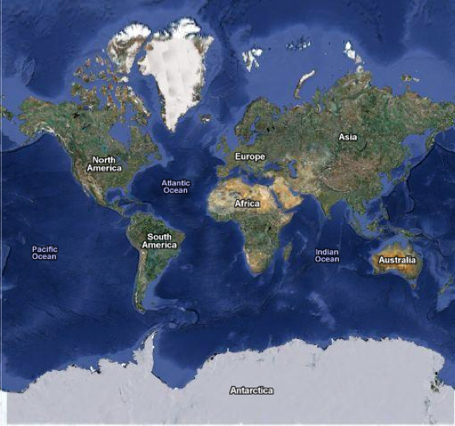 Asia
Europe
North
America
Atlantic
Ocean
Africa
South
America
Pacific
Ocean
Indian
Ocean
Australia
Antarctica